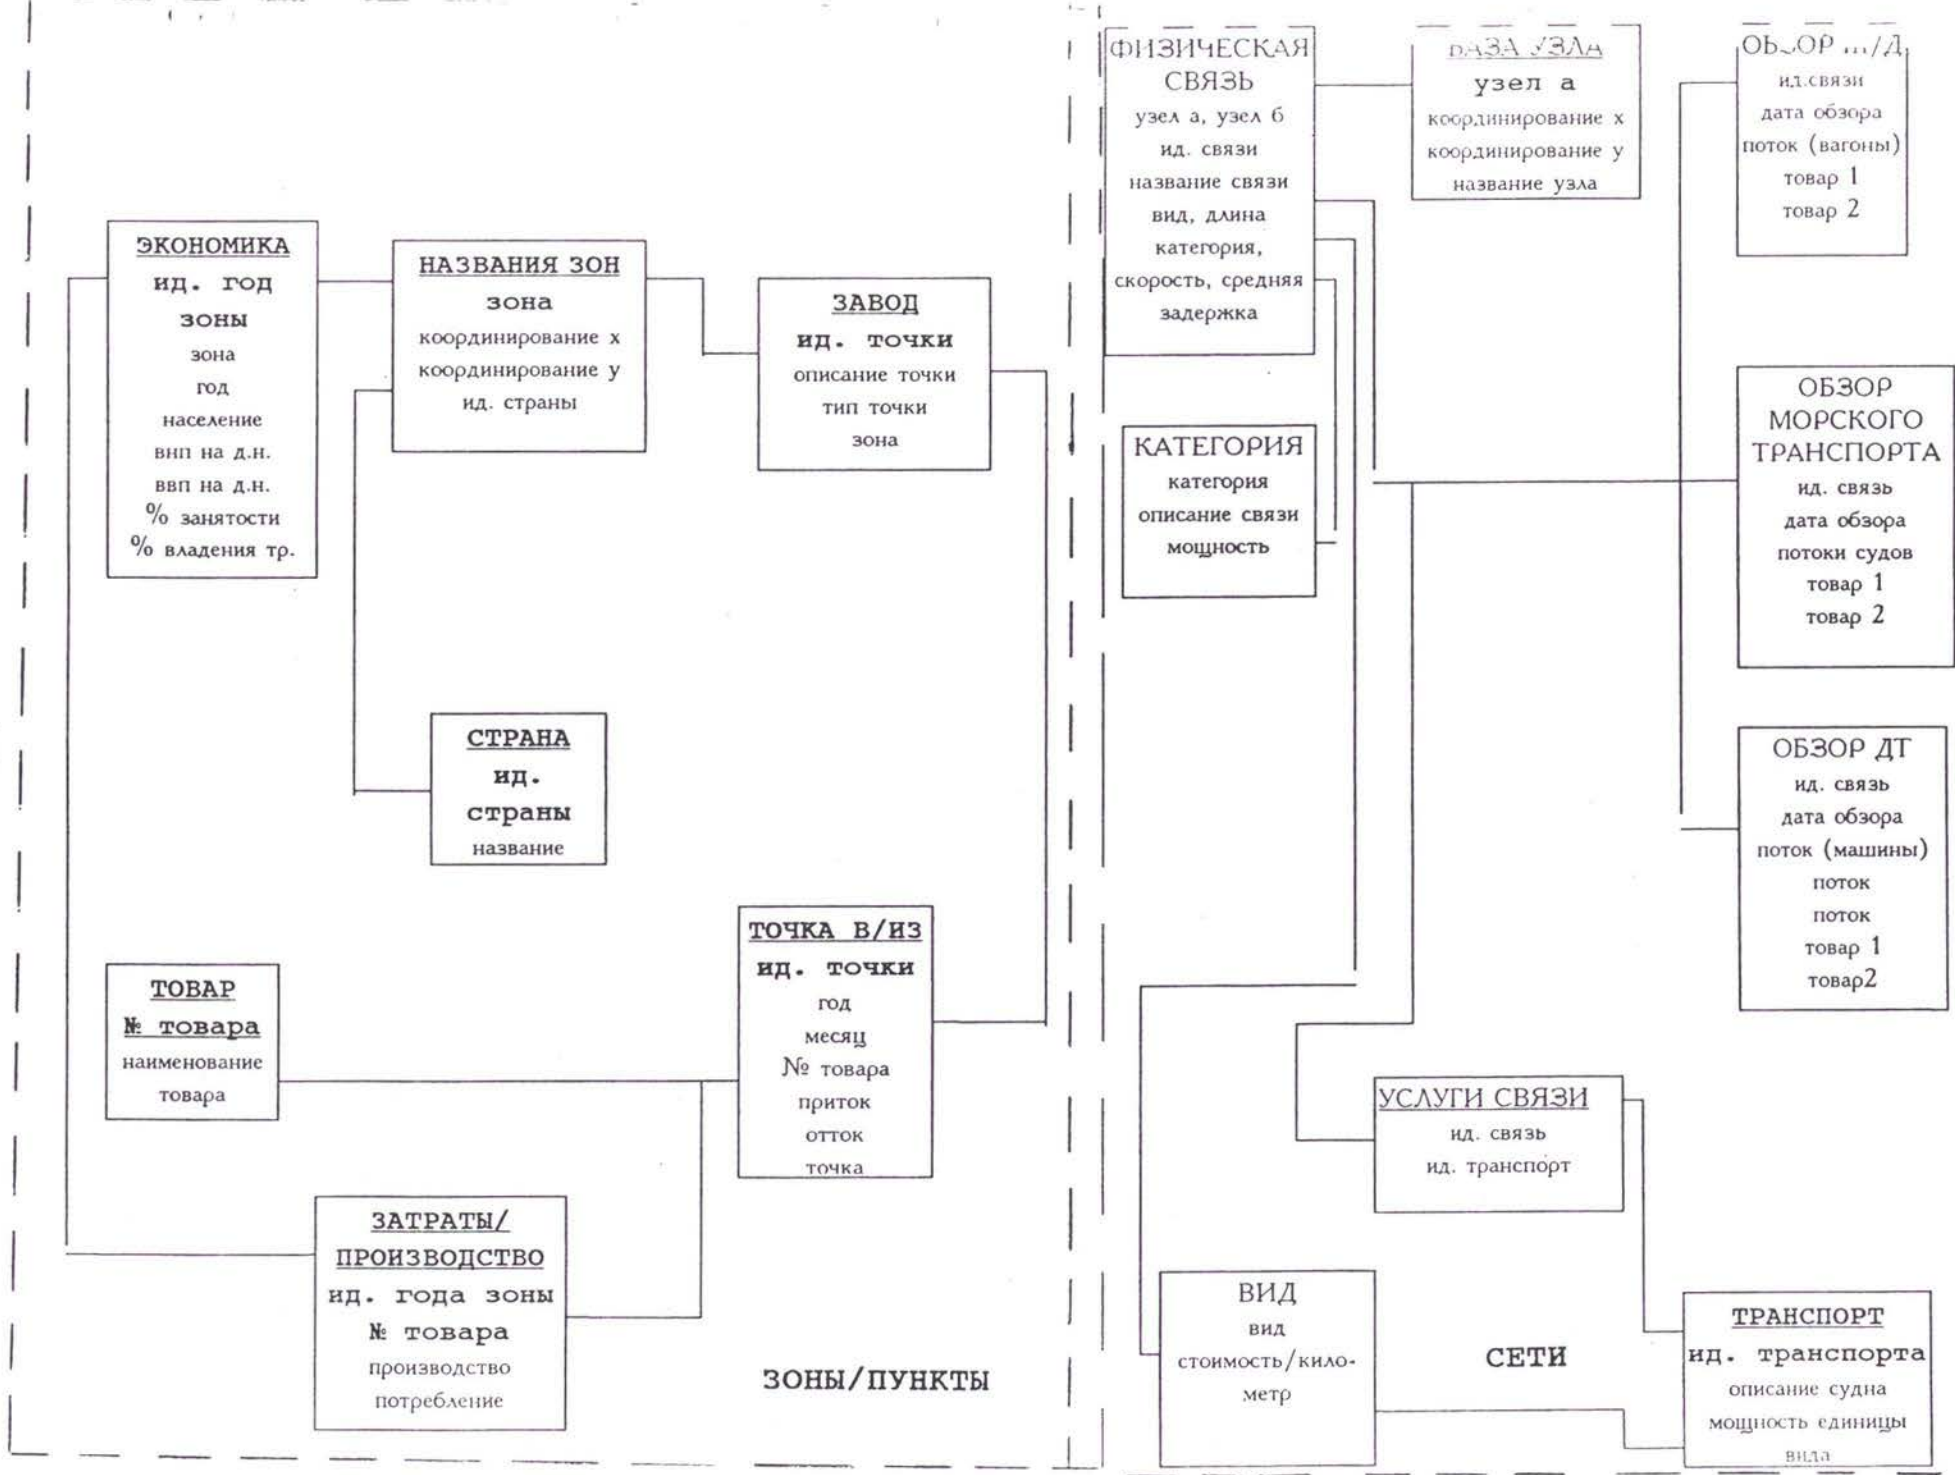 ЭКОНОМИКА
ид. год
зоны
зона
год
население
внп на д.н.
ввп на д.н.
% занятости
% владения тр.
НАЗВАНИЯ ЗОН
зона
координирование x
координирование y
ид. страны
ЗАВОД
ид. точки
описание точки
тип точки
зона
СТРАНА
ид.
страны
название
ТОВАР
№ товара
наименование
товара
ТОЧКА В/ИЗ
ид. точки
год
месяц
№ товара
приток
отток
точка
ЗАТРАТЫ/
ПРОИЗВОДСТВО
ид. года зоны
№ товара
производство
потребление
ЗОНЫ/ПУНКТЫ
ФИЗИЧЕСКАЯ
СВЯЗЬ
узел а, узел б
ид. связи
название связи
вид, длина
категория,
скорость, средняя
задержка
БАЗА УЗЛА
узел а
координирование x
координирование y
название узла
ОБЗОР
ид.связи
дата обзора
поток (вагоны)
товар 1
товар 2
КАТЕГОРИЯ
категория
описание связи
мощность
ОБЗОР
МОРСКОГО
ТРАНСПОРТА
ид. связь
дата обзора
потоки судов
товар 1
товар 2
ОБЗОР ДТ
ид. связь
дата обзора
поток (машины)
поток
поток
товар 1
товар2
УСЛУГИ СВЯЗИ
ид. связь
ид. транспорт
ВИД
вид
стоимость/кило-
метр
СЕТИ
ТРАНСПОРТ
ид. транспорта
описание судна
мощность единицы
вида